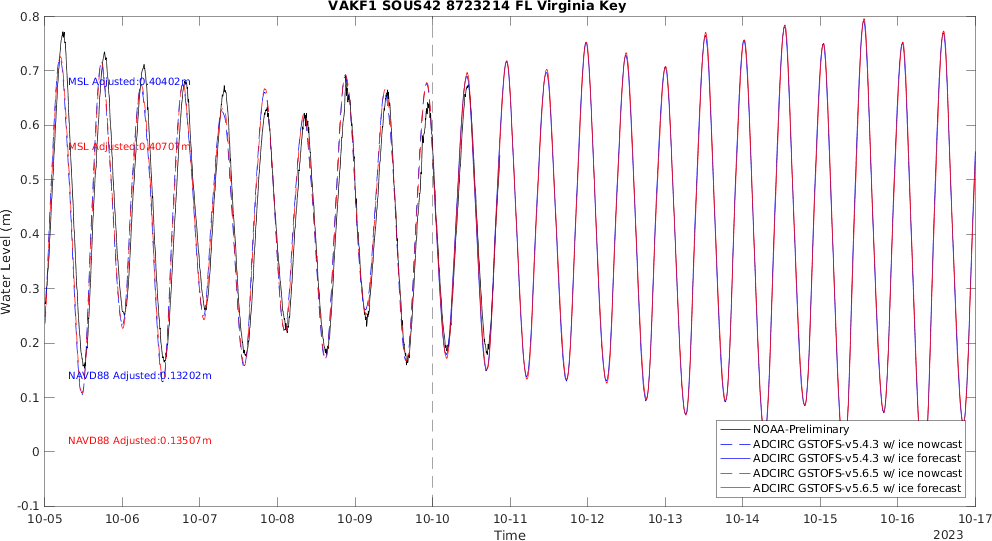 VAKF1 SOUS42 8723214 FL Virginia Key
0.8
0.7
0.6
0.5
0.4
0.3
0.2
0.1
0
-0.1
Water Level (m)
MSL Adjusted:0.40402m
MSL Adjusted:0.40707m
NAVD88 Adjusted:0.13202m
NAVD88 Adjusted:0.13507m
NOAA-Preliminary
ADCIRC GSTOFS-v5.4.3 w/ ice nowcast
ADCIRC GSTOFS-v5.4.3 w/ ice forecast
ADCIRC GSTOFS-v5.6.5 w/ ice nowcast
ADCIRC GSTOFS-v5.6.5 w/ ice forecast
10-05 10-06 10-07 10-08 10-09 10-10 10-11 10-12 10-13 10-14 10-15 10-16 10-17
Time
2023